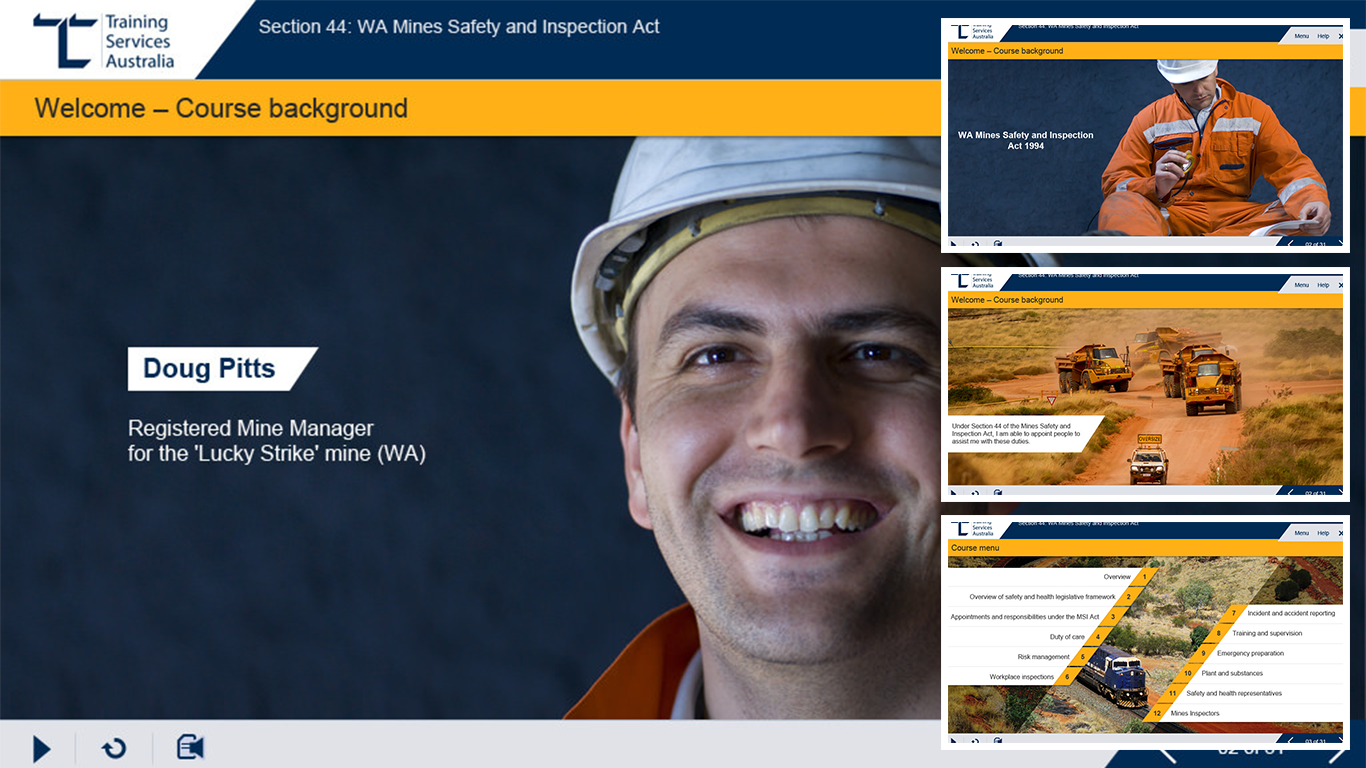 Training
Services
Australia
Section 44: WA Mines Safety and Inspection Act
Welcome – Course background
Doug Pitts
Registered Mine Manager
for the 'Lucky Strike' mine (WA)
02 of 31
Services
Australia
Section 44: WA Mines Safety and Inspection Act
Menu Help X
Welcome – Course background
WA Mines Safety and Inspection
Act 1994
02 of 31
Training
Services
Australia
Section 44: WA Mines Safety and Inspection Act
Menu Help X
Welcome – Course background
Under Section 44 of the Mines Safety and
Inspection Act, I am able to appoint people to
assist me with these duties.
OVERSIZE
02 of 31
Training
Services
Australia
Section 44: WA Mines Safety and Inspection Act
Menu Help X
Course menu
Overview 1
Overview of safety and health legislative framework 2
Appointments and responsibilities under the MSI Act 3
Duty of care 4
Risk management 5
Workplace inspections 6
7 Incident and accident reporting
8 Training and supervision
9 Emergency preparation
10 Plant and substances
11 Safety and health representatives
12 Mines Inspectors
03 of 31